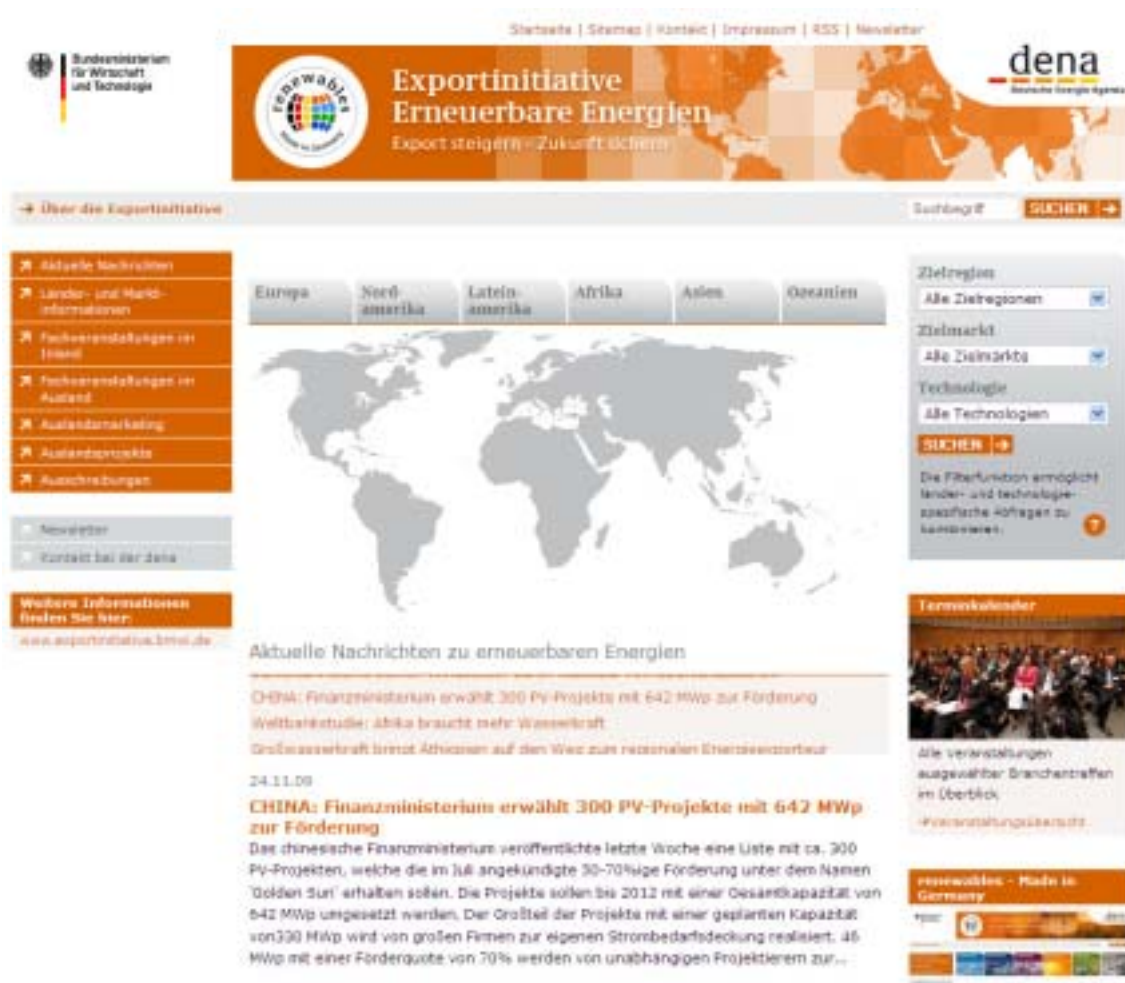 Startseite | Sitemap | Kontakt | Impressum | RSS | Newsletter
Bundesministerium
für Wirtschaft
und Technologie
renewables
Made in Germany
Exportinitiative
Erneuerbare Energien
Export steigern - Zukunft sichern
dena
Deutsche Energie-Agentur
Über die Exportinitiative
Suchbegriff
SUCHEN
Aktuelle Nachrichten
Länder- und Markt-
informationen
Fachveranstaltungen im
Inland
Fachveranstaltungen im
Ausland
Auslandsmarketing
Auslandsprojekte
Ausschreibungen
Newsletter
Kontakt bei der dena
Weitere Informationen
finden Sie hier:
www.exportinitiative.bmwi.de
Europa
Nord-
amerika
Latein-
amerika
Afrika
Asien
Ozeanien
Aktuelle Nachrichten zu erneuerbaren Energien
CHINA: Finanzministerium erwählt 300 PV-Projekte mit 642 MWp zur Förderung
Weltbankstudie: Afrika braucht mehr Wasserkraft
Großwasserkraft bringt Äthiopien auf den Weg zum regionalen Energieexporteur
24.11.09
CHINA: Finanzministerium erwählt 300 PV-Projekte mit 642 MWp
zur Förderung
Das chinesische Finanzministerium veröffentlichte letzte Woche eine Liste mit ca. 300
PV-Projekten, welche die im Juli angekündigte 50-70%ige Förderung unter dem Namen
'Golden Sun' erhalten sollen. Die Projekte sollen bis 2012 mit einer Gesamtkapazität von
642 MWp umgesetzt werden. Der Großteil der Projekte mit einer geplanten Kapazität
von330 MWp wird von großen Firmen zur eigenen Strombedarfsdeckung realisiert. 46
MWp mit einer Förderquote von 70% werden von unabhängigen Projektierern zur...
Zielregion
Alle Zielregionen
Zielmarkt
Alle Zielmärkte
Technologie
Alle Technologien
SUCHEN
Die Filterfunktion ermöglicht
länder- und technologie-
spezifische Abfragen zu
kombinieren.
?
Terminkalender
Alle Veranstaltungen
ausgewählter Branchentreffen
im Überblick
Veranstaltungsübersicht
renewables - Made in
Germany